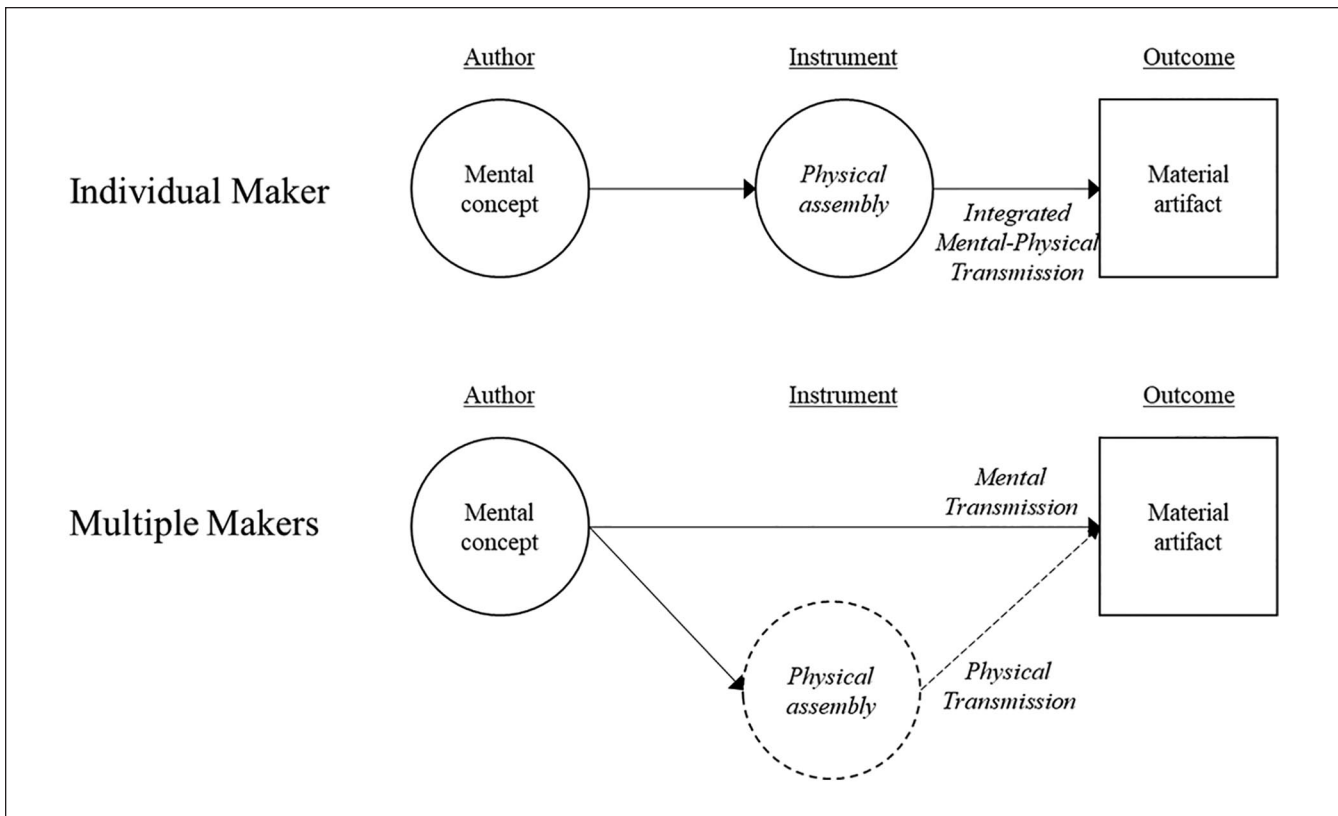 Author
Instrument
Outcome
Individual Maker
Mental
concept
Physical
assembly
Integrated
Mental-Physical
Transmission
Material
artifact
Author
Instrument
Outcome
Multiple Makers
Mental
concept
Mental
Transmission
Material
artifact
Physical
assembly
Physical
Transmission